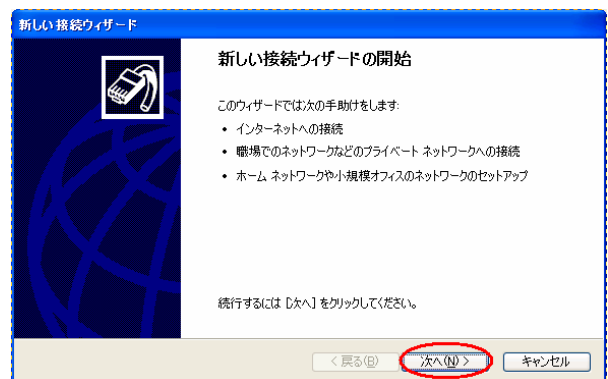 新しい接続ウィザード
新しい接続ウィザードの開始
このウィザードでは次の手助けをします:
• インターネットへの接続
• 職場でのネットワークなどのプライベート ネットワークへの接続
• ホーム ネットワークや小規模オフィスのネットワークのセットアップ
続行するには [次へ] をクリックしてください。
< 戻る(B) 次へ(N) > キャンセル